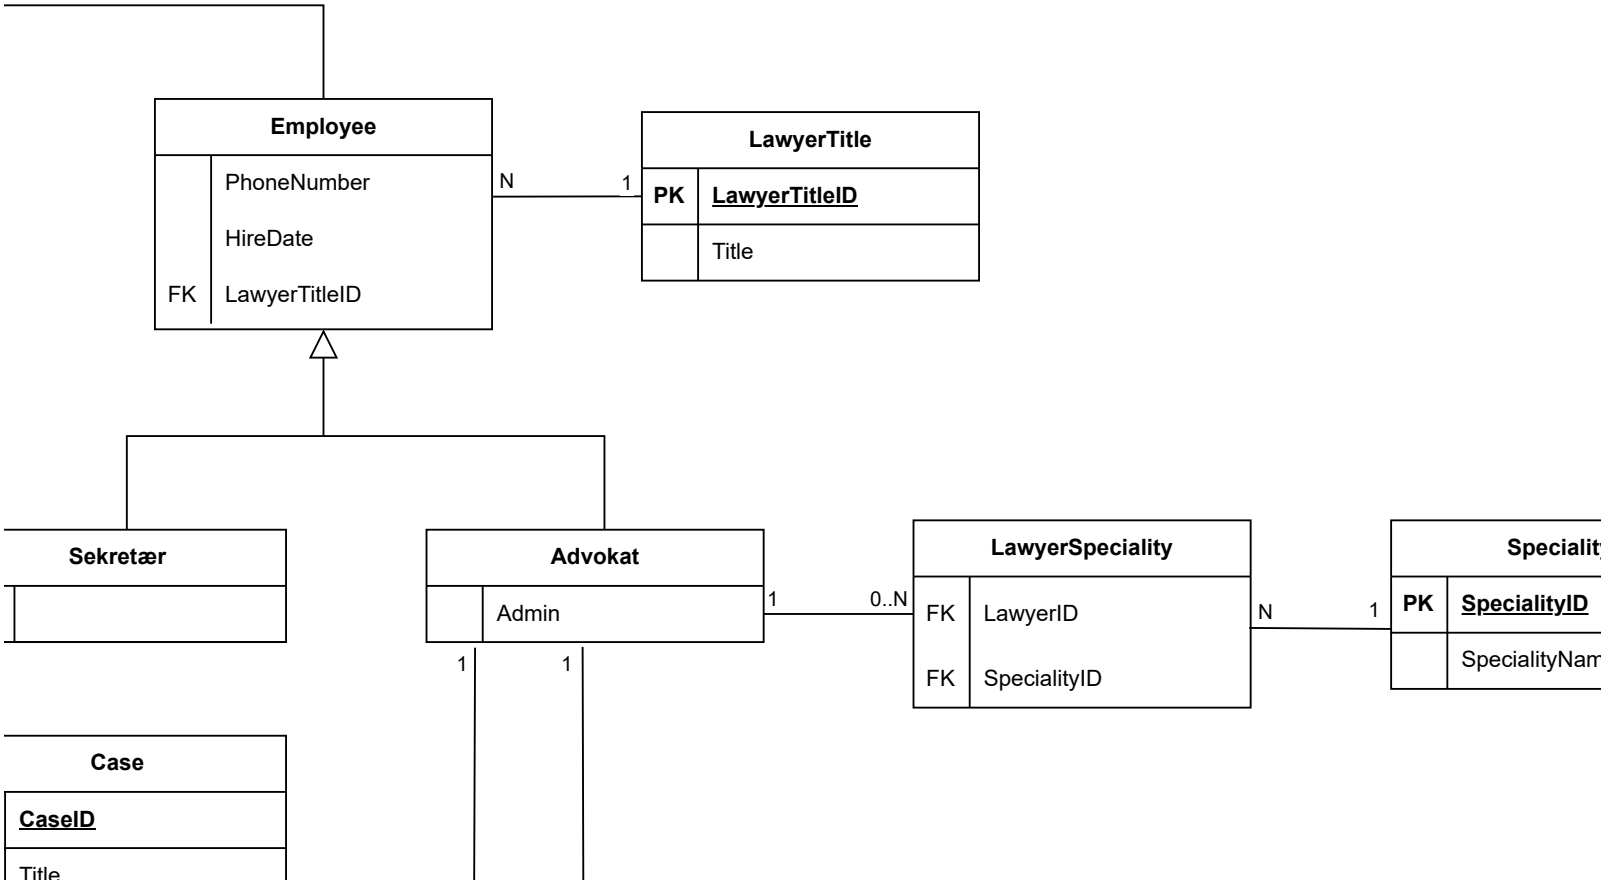 Employee
PhoneNumber
HireDate
FK LawyerTitleID
N 1
LawyerTitle
PK LawyerTitleID
Title
Sekretær
Advokat
Admin
1 0..N
1 1
LawyerSpeciality
FK LawyerID
FK SpecialityID
N 1
PK SpecialityID
Case
CaseID
Title